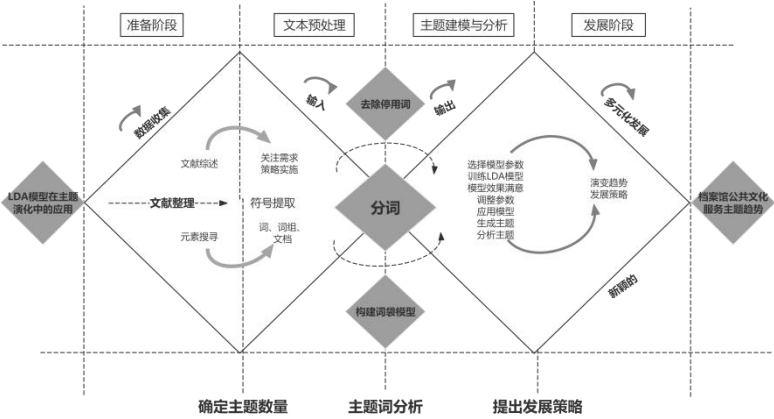 准备阶段
文本预处理
主题建模与分析
发展阶段
数据收集
输入
去除停用词
输出
多元化发展
文献综述
关注需求
策略实施
选择模型参数
训练LDA模型
模型效果满意
调整参数
应用模型
生成主题
分析主题
演变趋势
发展策略
LDA模型在主题
演化中的应用
文献整理
符号提取
分词
档案馆公共文化
服务主题趋势
元素搜寻
词、词组、
文档
新颖的
构建词袋模型
确定主题数量
主题词分析
提出发展策略